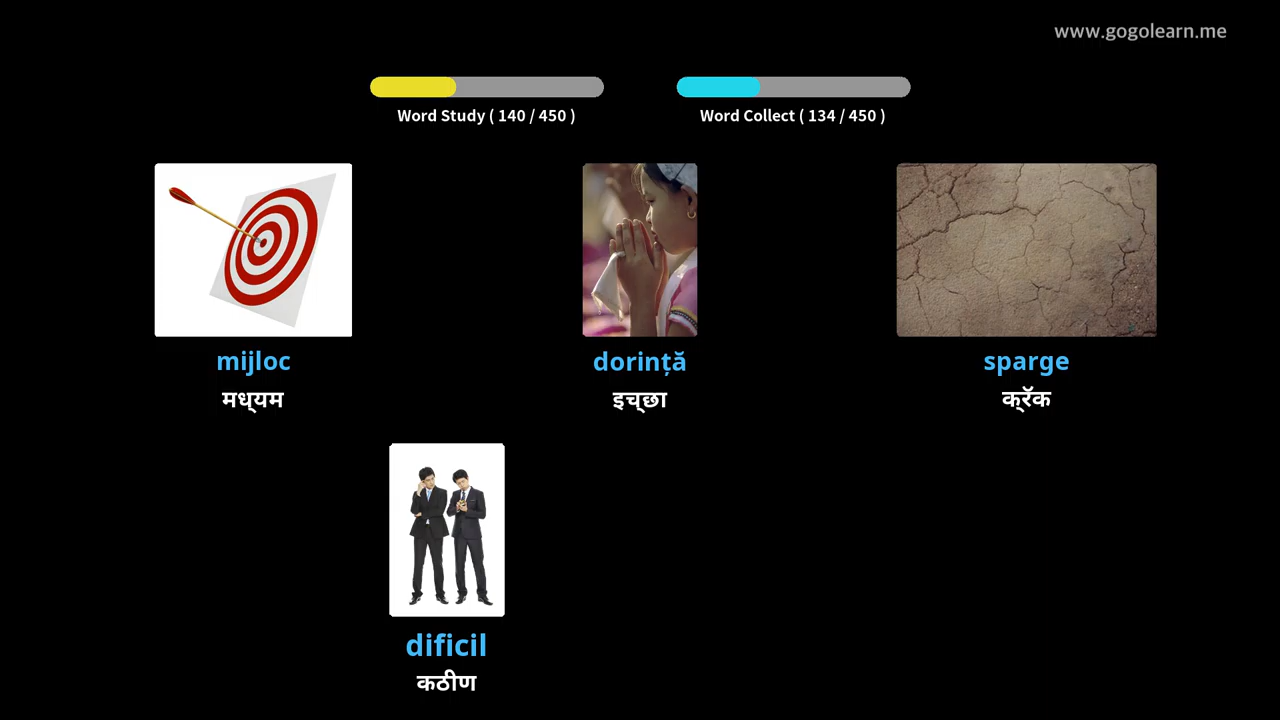 www.gogolearn.me
Word Study ( 140 / 450 )
Word Collect ( 134 / 450 )
mijloc
मध्यम
dorință
इच्छा
sparge
क्रॅक
dificil
कठीण